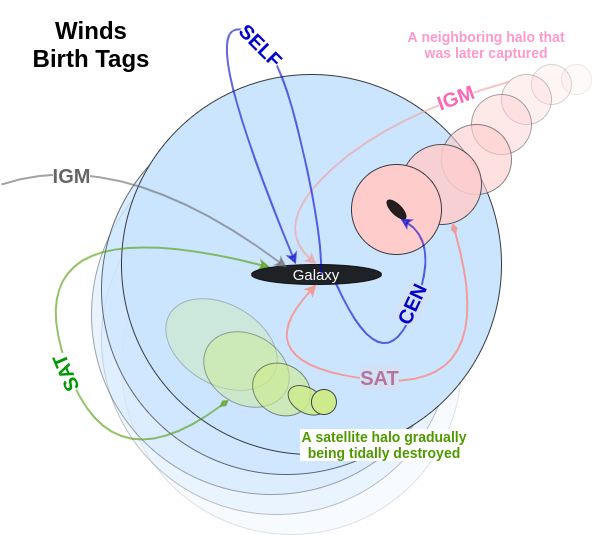 Winds
Birth Tags
SELF
A neighboring halo that
was later captured
IGM
IGM
Galaxy
CEN
SAT
SAT
A satellite halo gradually
being tidally destroyed